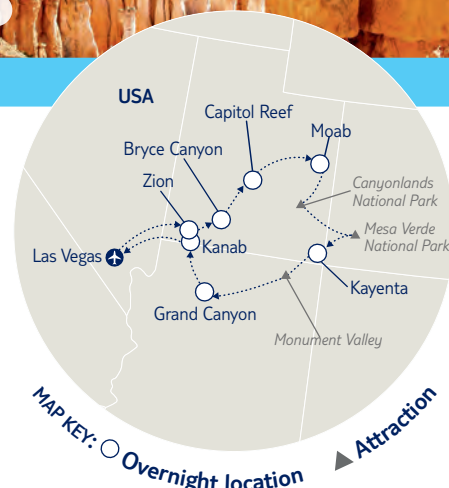 USA
Capitol Reef
Moab
Bryce Canyon
Zion
Canyonlands
National Park
Mesa Verde
National Park
Las Vegas
Kanab
Kayenta
Grand Canyon
Monument Valley
MAP KEY: Overnight location Attraction